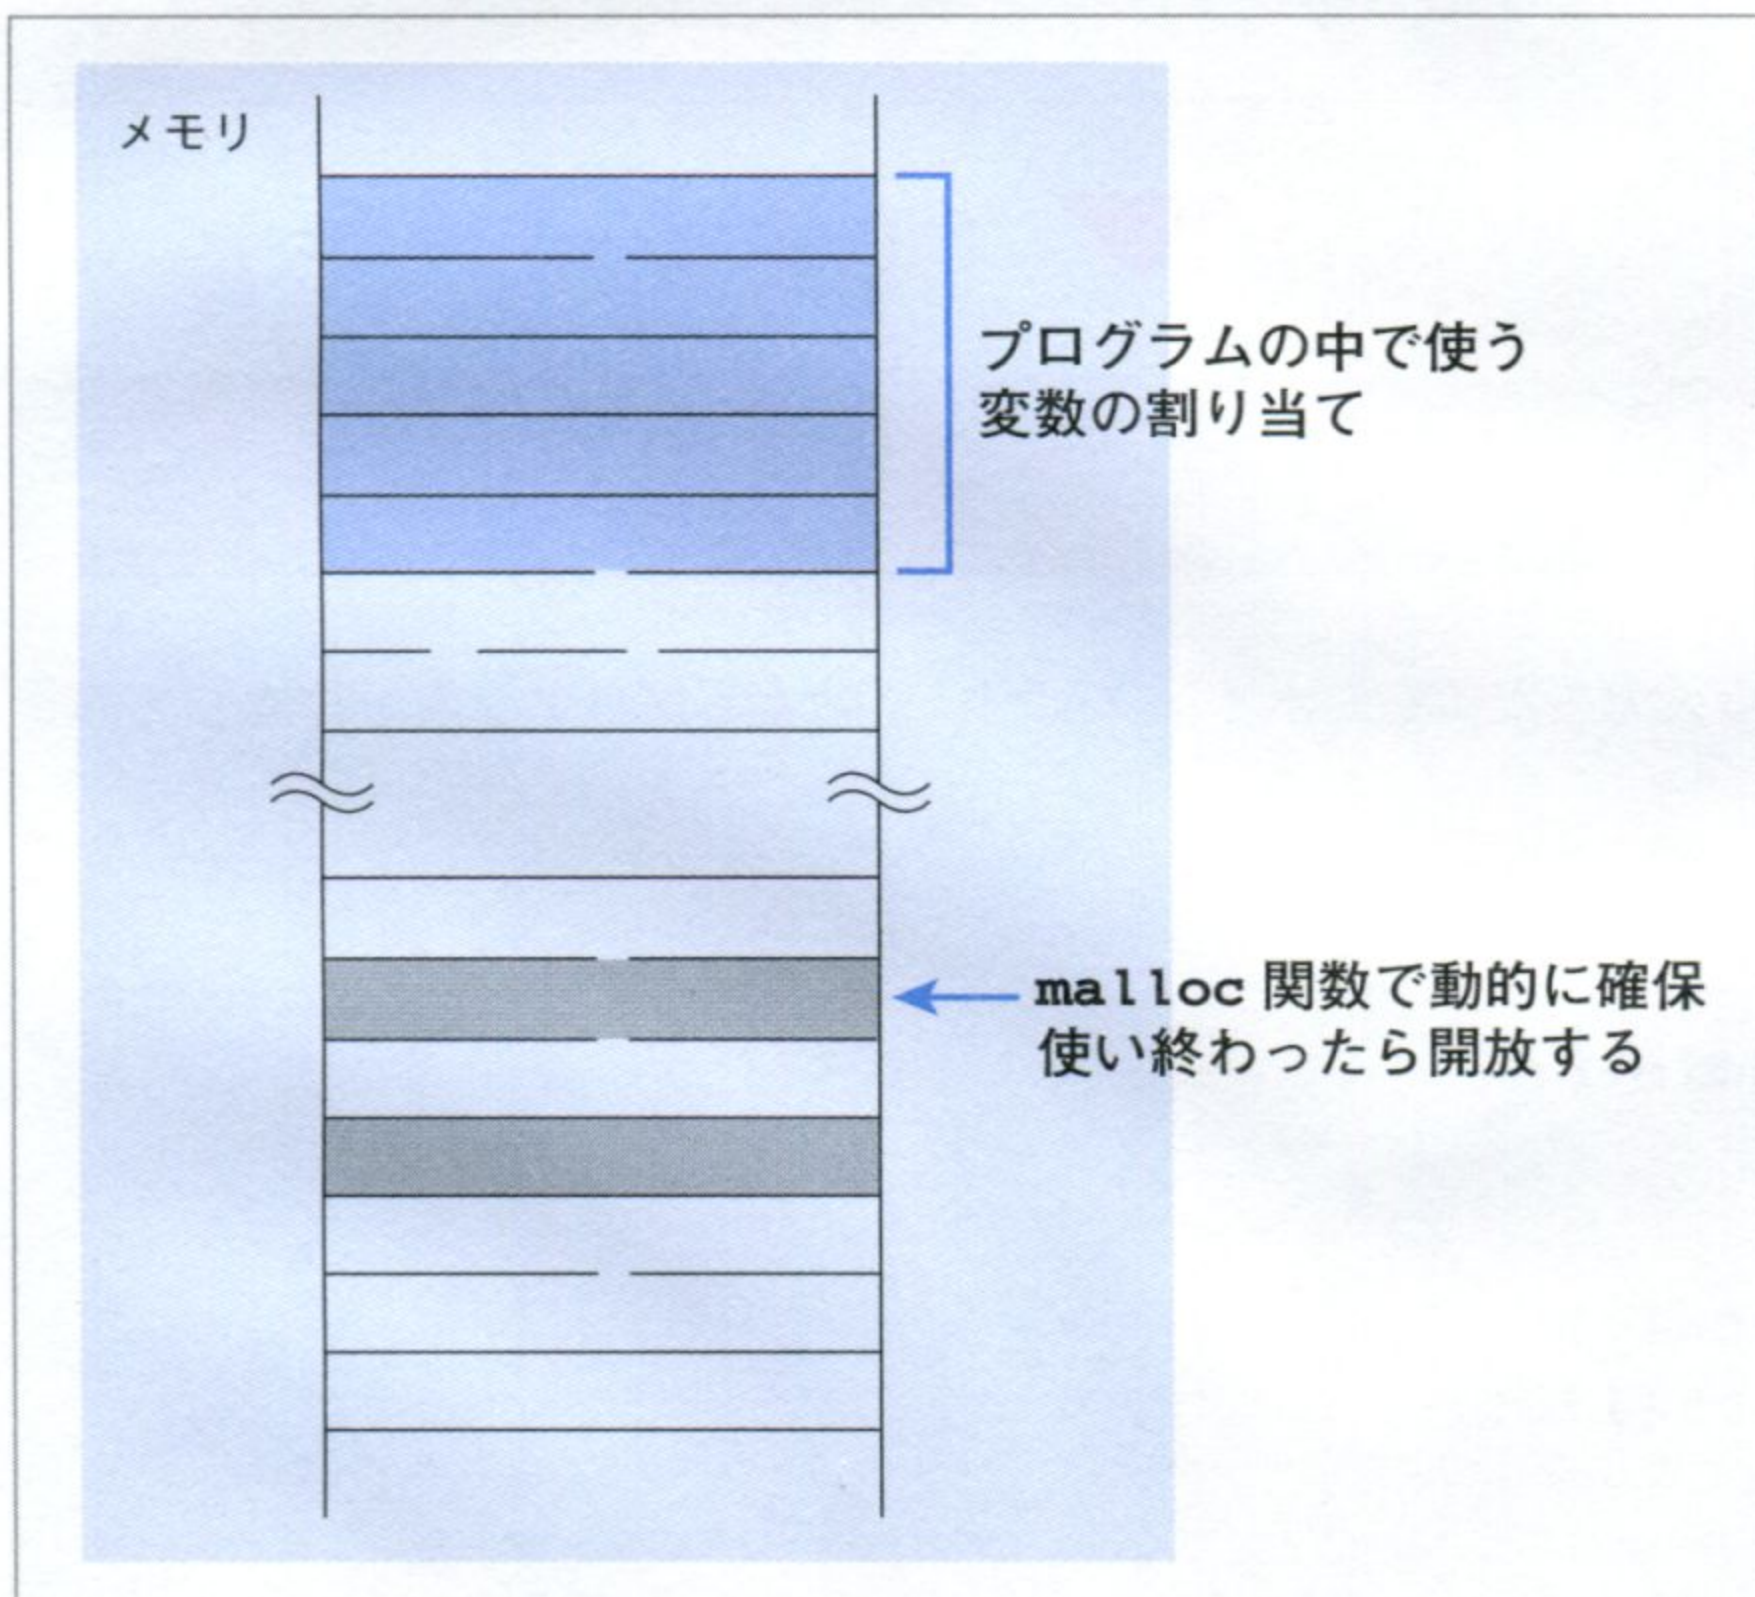 メモリ
プログラムの中で使う
変数の割り当て
malloc 関数で動的に確保
使い終わったら開放する